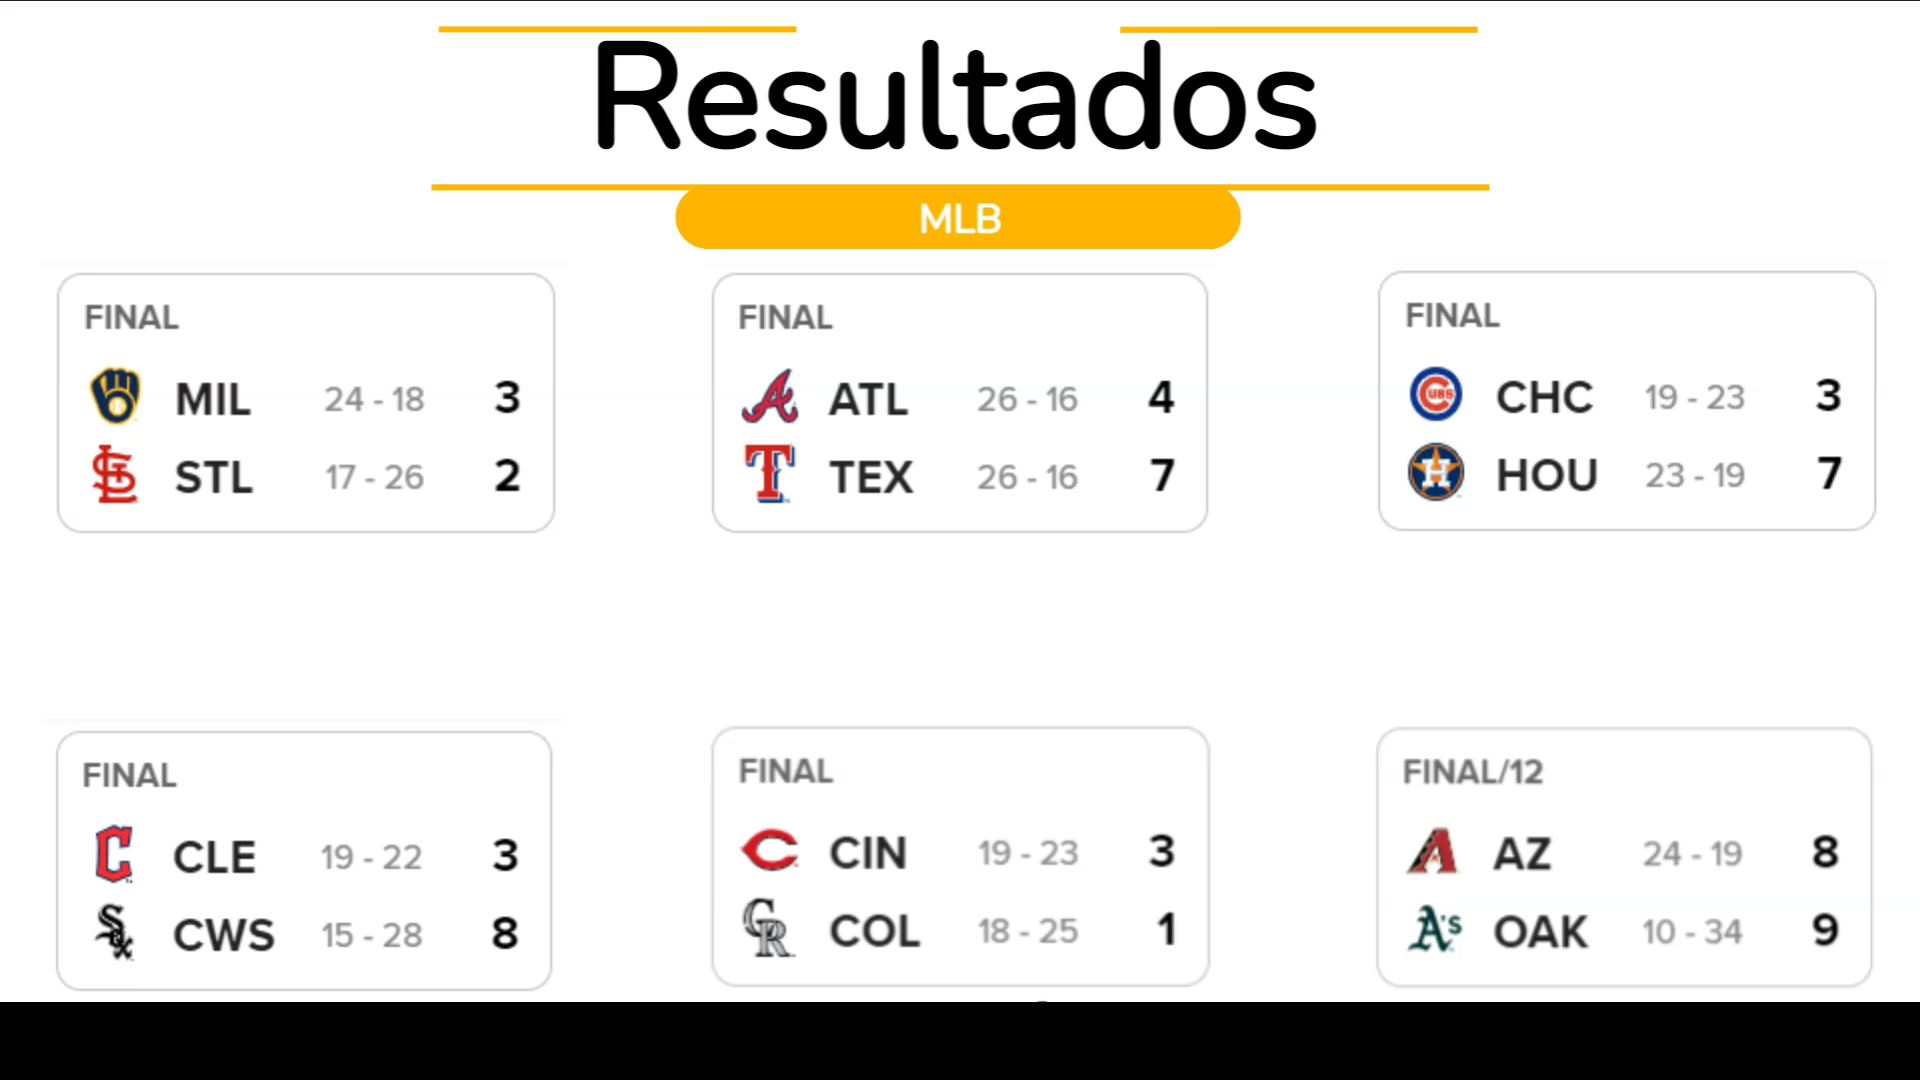 Resultados
MLB
FINAL
MIL 24 - 18 3
STL 17 - 26 2
FINAL
ATL 26 - 16 4
TEX 26 - 16 7
FINAL
CUBS CHC 19 - 23 3
H HOU 23 - 19 7
FINAL
C CLE 19 - 22 3
Sox CWS 15 - 28 8
FINAL
CIN 19 - 23 3
CR COL 18 - 25 1
FINAL/12
A AZ 24 - 19 8
A's OAK 10 - 34 9